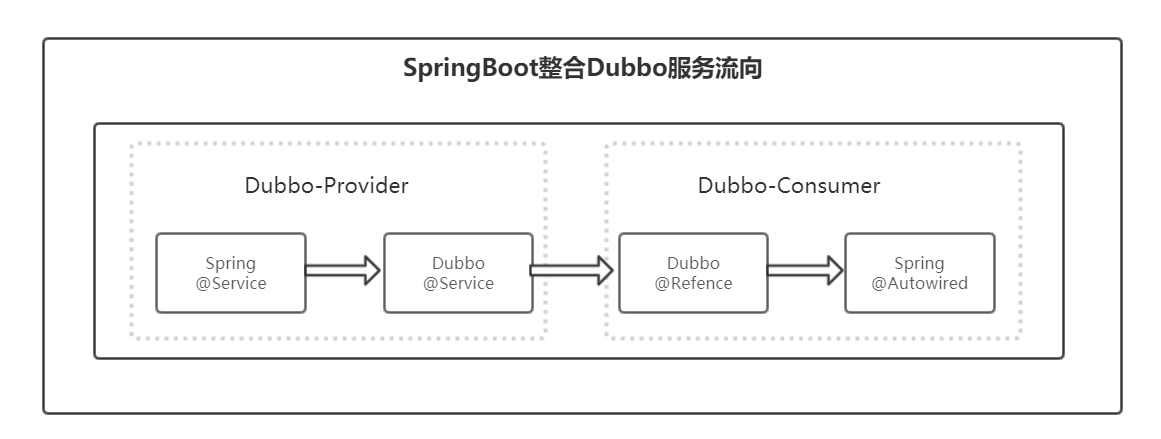 SpringBoot整合Dubbo服务流向
Dubbo-Provider
Dubbo-Consumer
Spring
@Service
Dubbo
@Service
Dubbo
@Refence
Spring
@Autowired